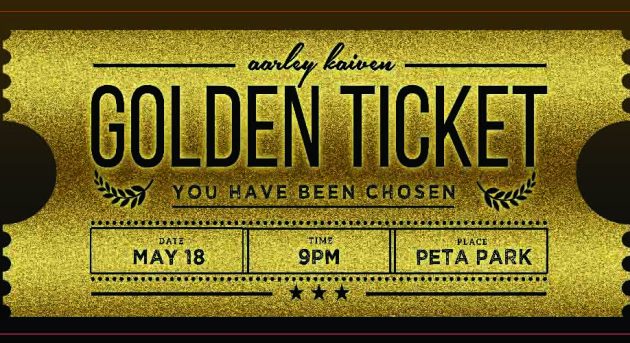 aarley kaiven
GOLDEN TICKET
YOU HAVE BEEN CHOSEN
DATE TIME PLACE
MAY 18 9PM PETA PARK